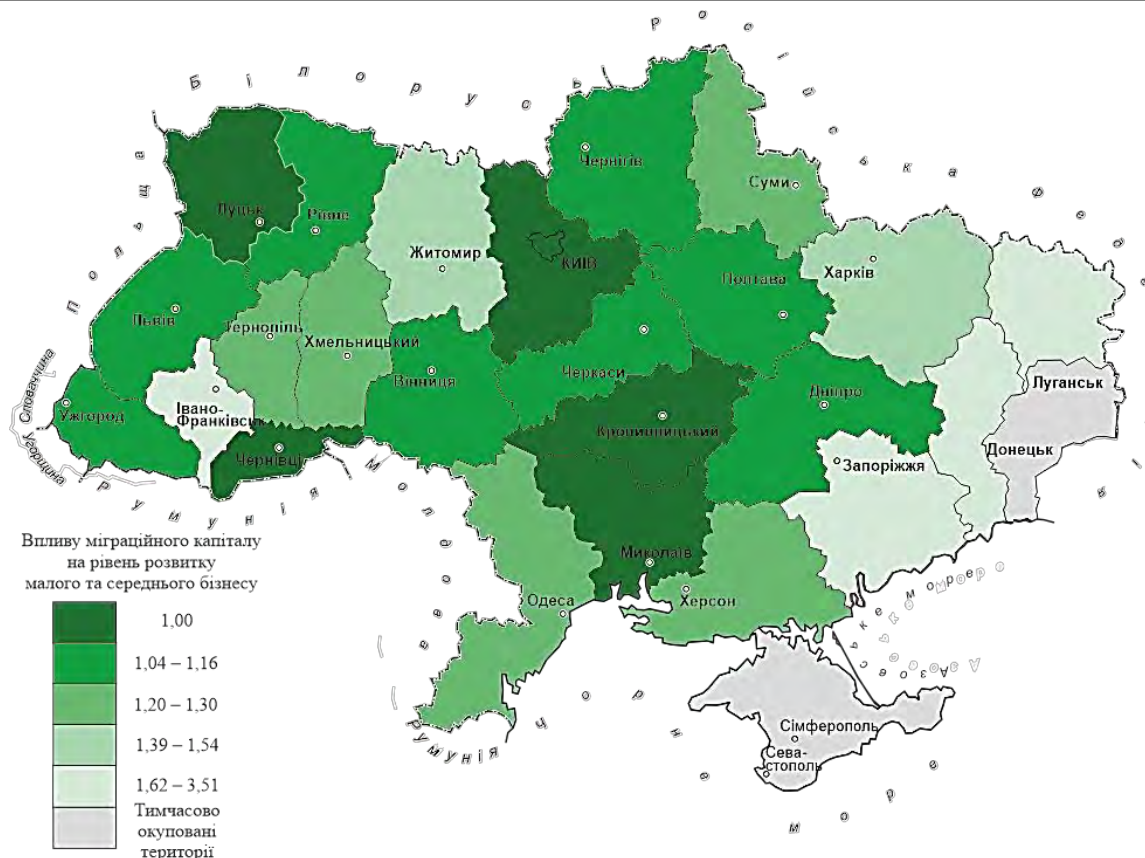 Російська Федерація
Білорусь
Чернігів
Суми
Луцьк
Рівне
Польща
Житомир
КИЇВ
Харків
Полтава
Львів
Тернопіль
Хмельницький
Вінниця
Черкаси
Луганськ
Словаччина
Ужгород
Івано-
Франківськ
Дніпро
Кропивницький
Чернівці
Донецьк
Запоріжжя
Угорщина
Румунія
Молдова
Миколаїв
Одеса
Херсон
Азовське море
Румунія
Чорне море
Сімферополь
Сева-
стополь
Впливу міграційного капіталу
на рівень розвитку
малого та середнього бізнесу
1,00
1,04 – 1,16
1,20 – 1,30
1,39 – 1,54
1,62 – 3,51
Тимчасово
окуповані
території